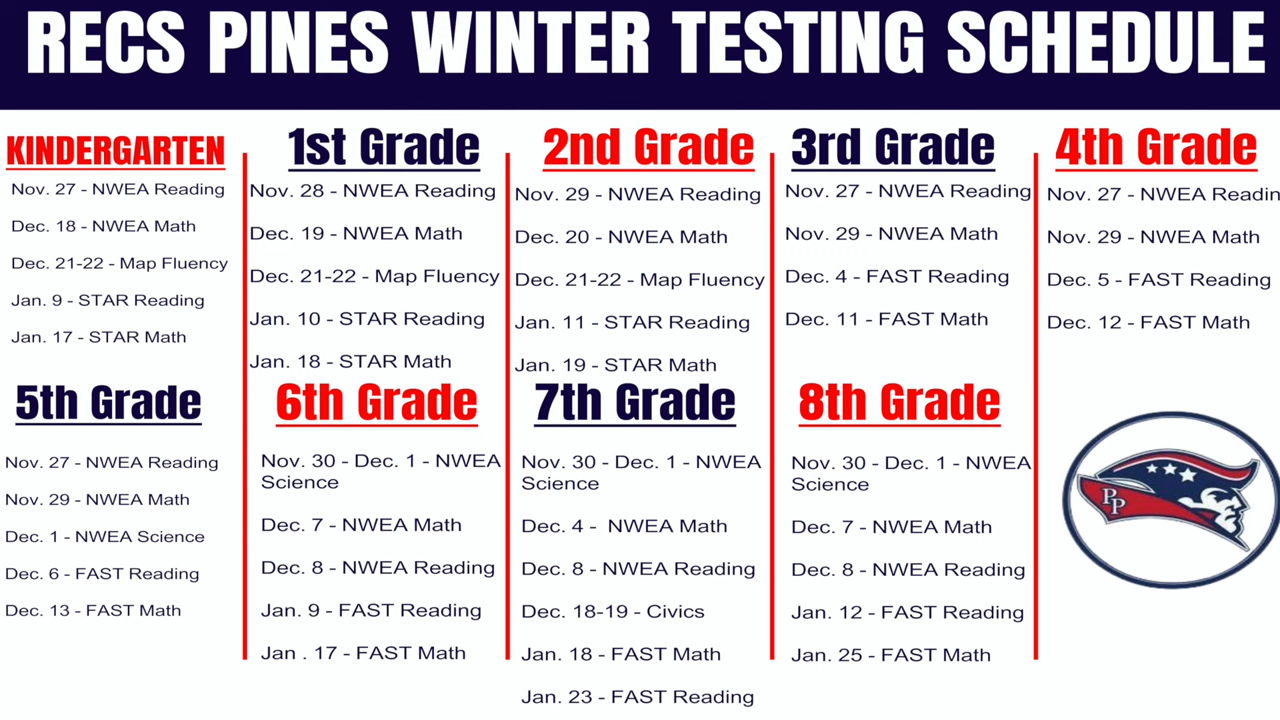 RECS PINES WINTER TESTING SCHEDULE
KINDERGARTEN
Nov. 27 - NWEA Reading
Dec. 18 - NWEA Math
Dec. 21-22 - Map Fluency
Jan. 9 - STAR Reading
Jan. 17 - STAR Math
1st Grade
Nov. 28 - NWEA Reading
Dec. 19 - NWEA Math
Dec. 21-22 - Map Fluency
Jan. 10 - STAR Reading
Jan. 18 - STAR Math
2nd Grade
Nov. 29 - NWEA Reading
Dec. 20 - NWEA Math
Dec. 21-22 - Map Fluency
Jan. 11 - STAR Reading
Jan. 19 - STAR Math
3rd Grade
Nov. 27 - NWEA Reading
Nov. 29 - NWEA Math
Dec. 4 - FAST Reading
Dec. 11 - FAST Math
4th Grade
Nov. 27 - NWEA Readin
Nov. 29 - NWEA Math
Dec. 5 - FAST Reading
Dec. 12 - FAST Math
5th Grade
Nov. 27 - NWEA Reading
Nov. 29 - NWEA Math
Dec. 1 - NWEA Science
Dec. 6 - FAST Reading
Dec. 13 - FAST Math
6th Grade
Nov. 30 - Dec. 1 - NWEA
Science
Dec. 7 - NWEA Math
Dec. 8 - NWEA Reading
Jan. 9 - FAST Reading
Jan . 17 - FAST Math
7th Grade
Nov. 30 - Dec. 1 - NWEA
Science
Dec. 4 -  NWEA Math
Dec. 8 - NWEA Reading
Dec. 18-19 - Civics
Jan. 18 - FAST Math
Jan. 23 - FAST Reading
8th Grade
Nov. 30 - Dec. 1 - NWEA
Science
Dec. 7 - NWEA Math
Dec. 8 - NWEA Reading
Jan. 12 - FAST Reading
Jan. 25 - FAST Math
PP